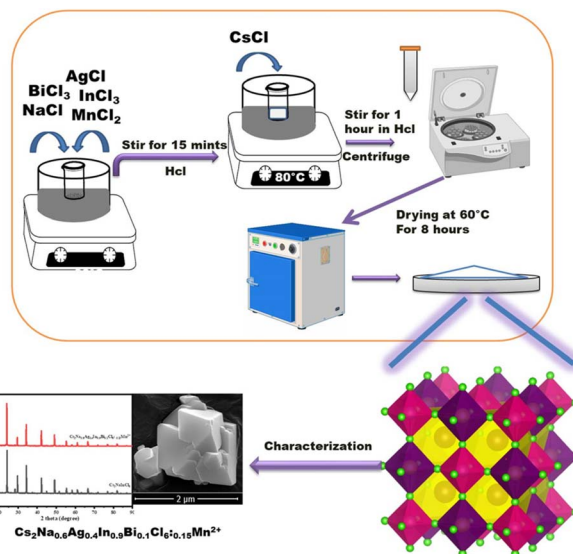 CsCl
AgCl
BiCl₃
InCl₃
NaCl
MnCl₂
Stir for 15 mints
Hcl
80°C
Stir for 1
hour in Hcl
Centrifuge
Drying at 60°C
For 8 hours
Characterization
2 μm
2 theta (degree)
Cs₂Na₀.₆Ag₀.₄In₀.₉Bi₀.₁Cl₆:₀.₁₅Mn²⁺